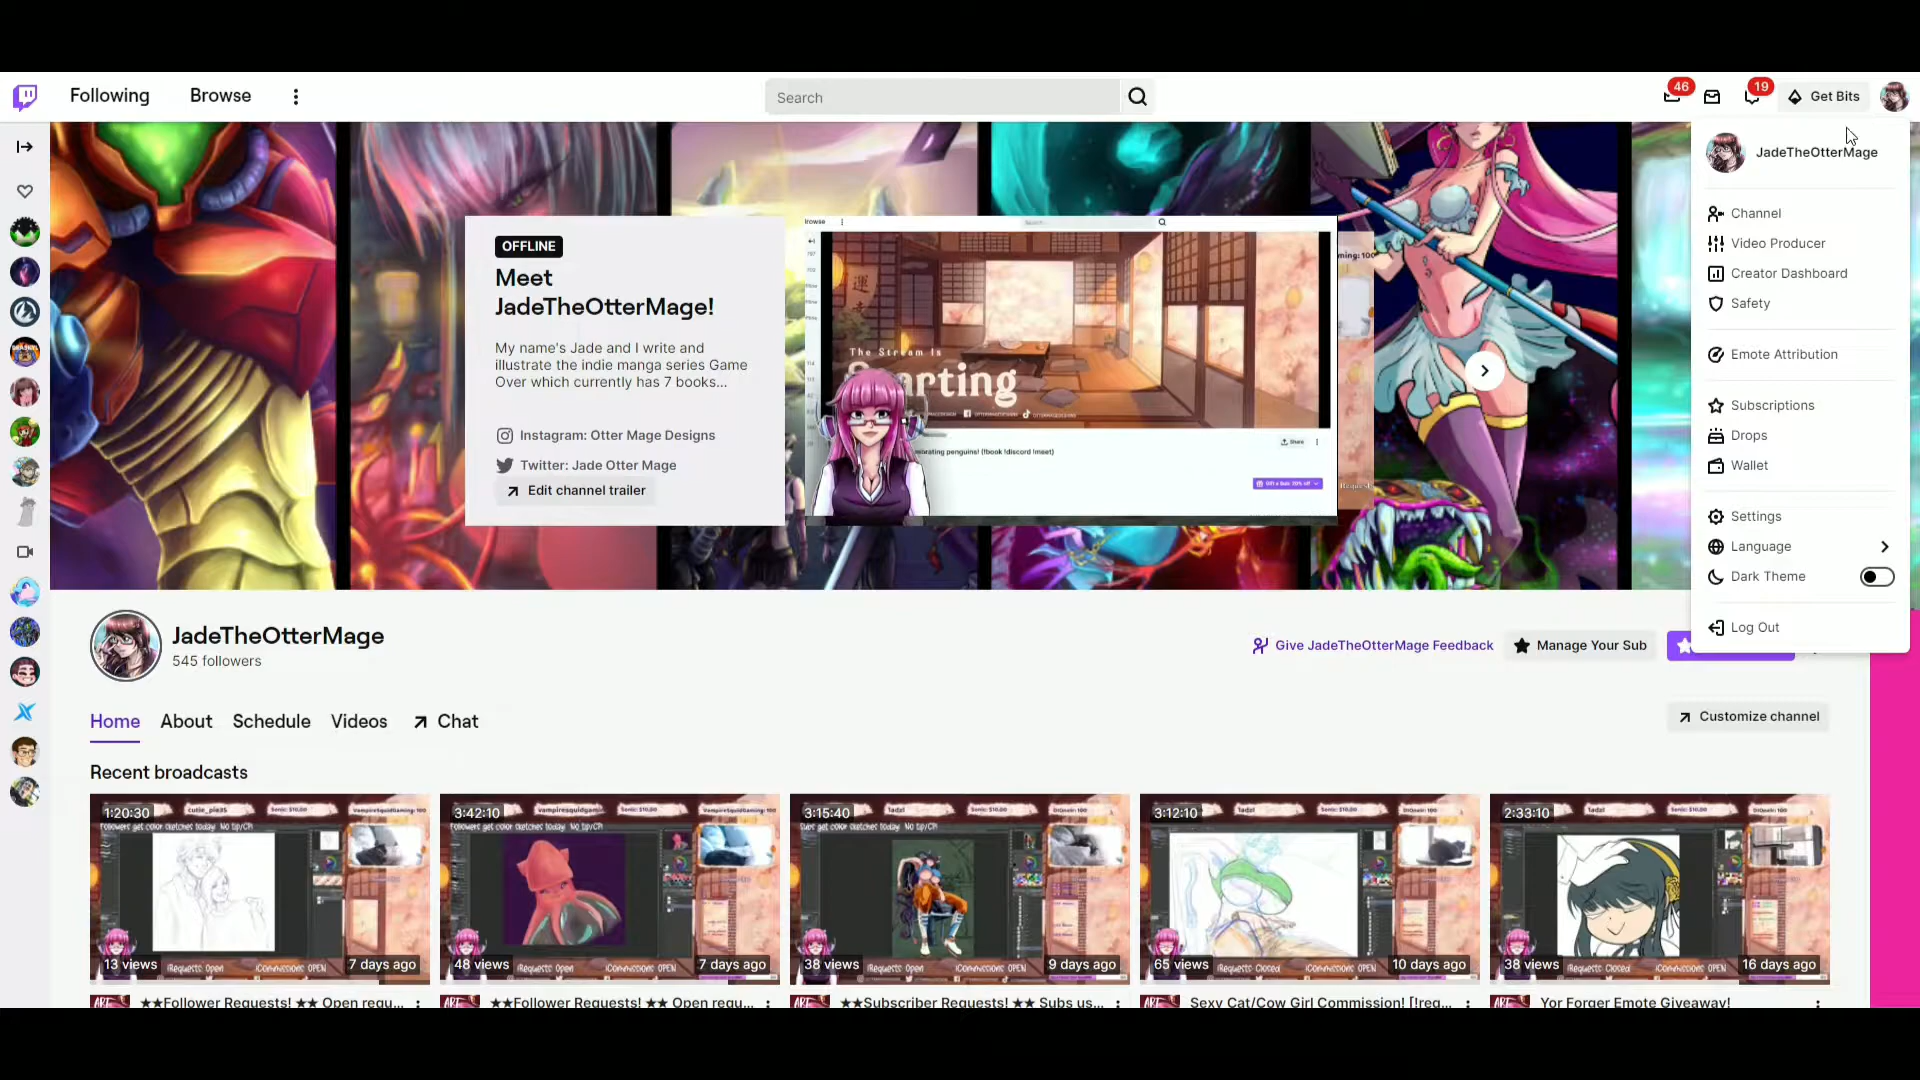 Following
Browse
Search
46
19
Get Bits
JadeTheOtterMage
Channel
Video Producer
Creator Dashboard
Safety
Emote Attribution
Subscriptions
Drops
Wallet
Settings
Language
Dark Theme
Log Out
OFFLINE
Meet
JadeTheOtterMage!
My name's Jade and I write and
illustrate the indie manga series Game
Over which currently has 7 books...
Instagram: Otter Mage Designs
Twitter: Jade Otter Mage
Edit channel trailer
The Stream Is
Share
JadeTheOtterMage
545 followers
Give JadeTheOtterMage Feedback
Manage Your Sub
Home
About
Schedule
Videos
Chat
Customize channel
Recent broadcasts
1:20:30
13 views
7 days ago
3:42:10
48 views
7 days ago
3:15:40
38 views
9 days ago
3:12:10
65 views
10 days ago
2:33:10
38 views
16 days ago
★★Follower Requests! ★★ Open requ...
★★Follower Requests! ★★ Open requ...
★★Subscriber Requests! ★★ Subs us...
Sexy Cat/Cow Girl Commission! [!req...
Yor Forger Emote Giveaway!